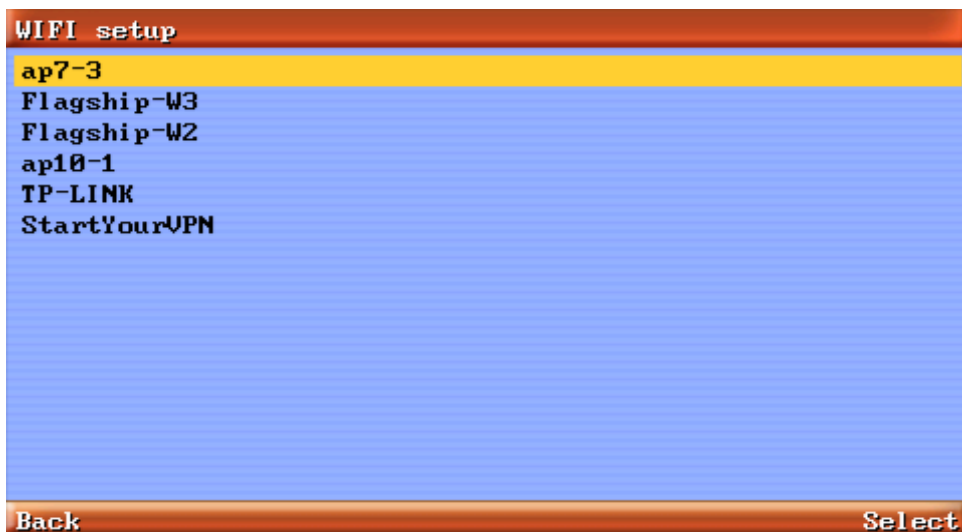 WIFI setup
ap7-3
Flagship-W3
Flagship-W2
ap10-1
TP-LINK
StartYourVPN
Back Select